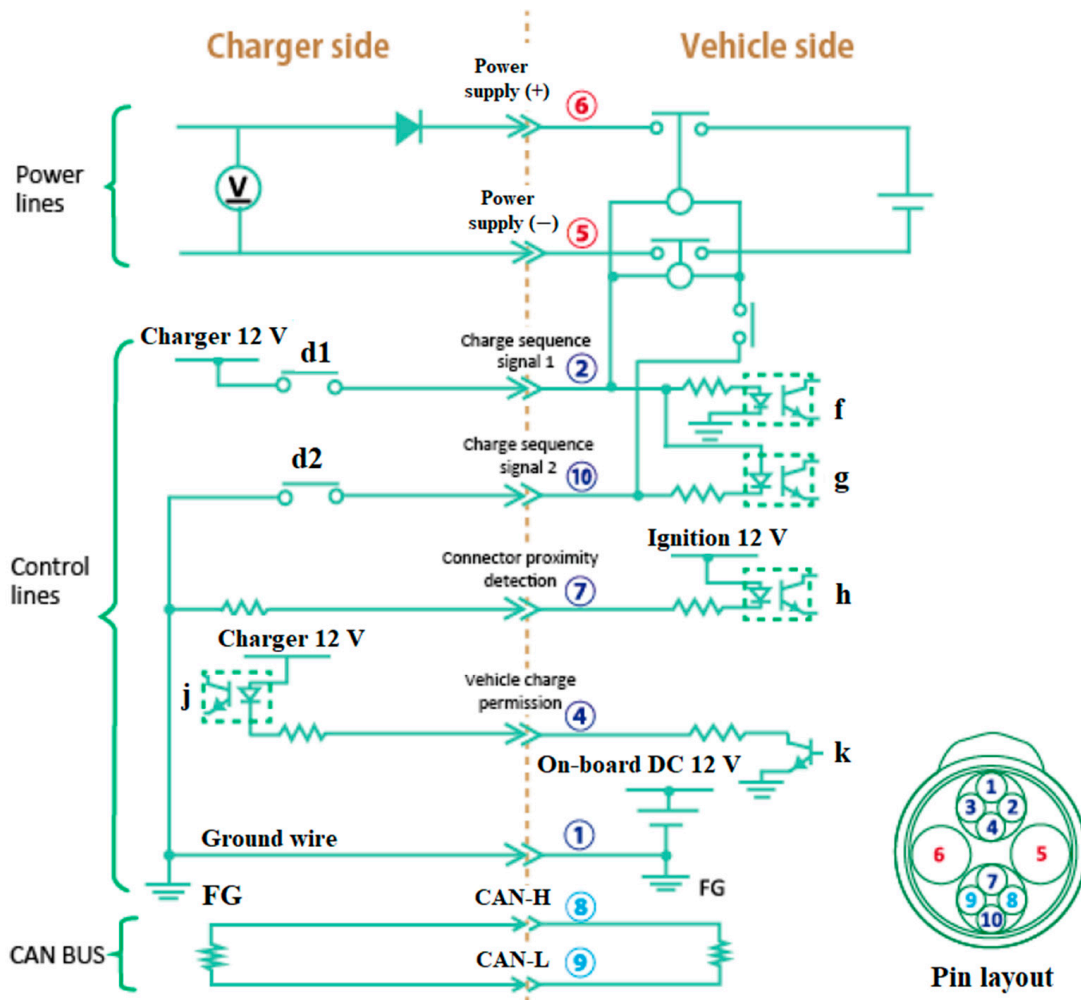 Charger side
Vehicle side
Power
supply (+)
6
Power
lines
V
Power
supply (—)
5
Charger 12 V
d1
Charge sequence
signal 1
2
f
d2
Charge sequence
signal 2
10
g
Control
lines
Ignition 12 V
Connector proximity
detection
7
h
Charger 12 V
j
Vehicle charge
permission
4
k
On-board DC 12 V
Ground wire
1
FG
FG
CAN BUS
CAN-H
8
CAN-L
9
1
3
2
4
6
5
7
9
8
10
Pin layout